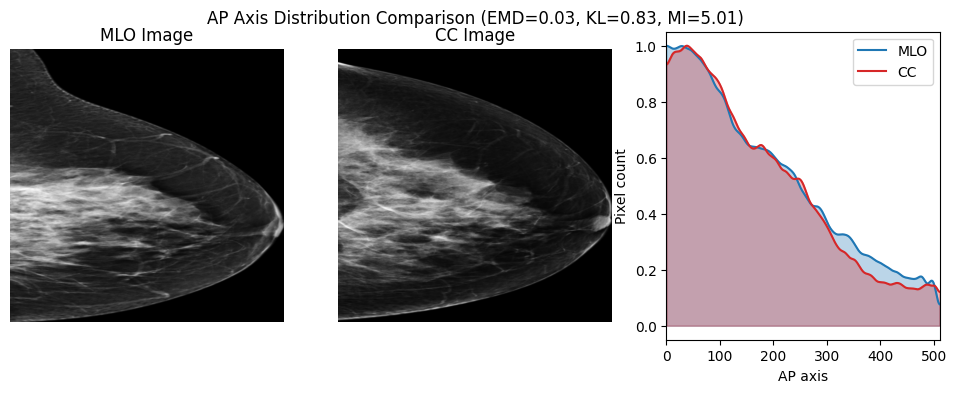 AP Axis Distribution Comparison (EMD=0.03, KL=0.83, MI=5.01)
MLO Image
CC Image
MLO
CC
1.0
0.8
0.6
0.4
0.2
0.0
Pixel count
0 100 200 300 400 500
AP axis